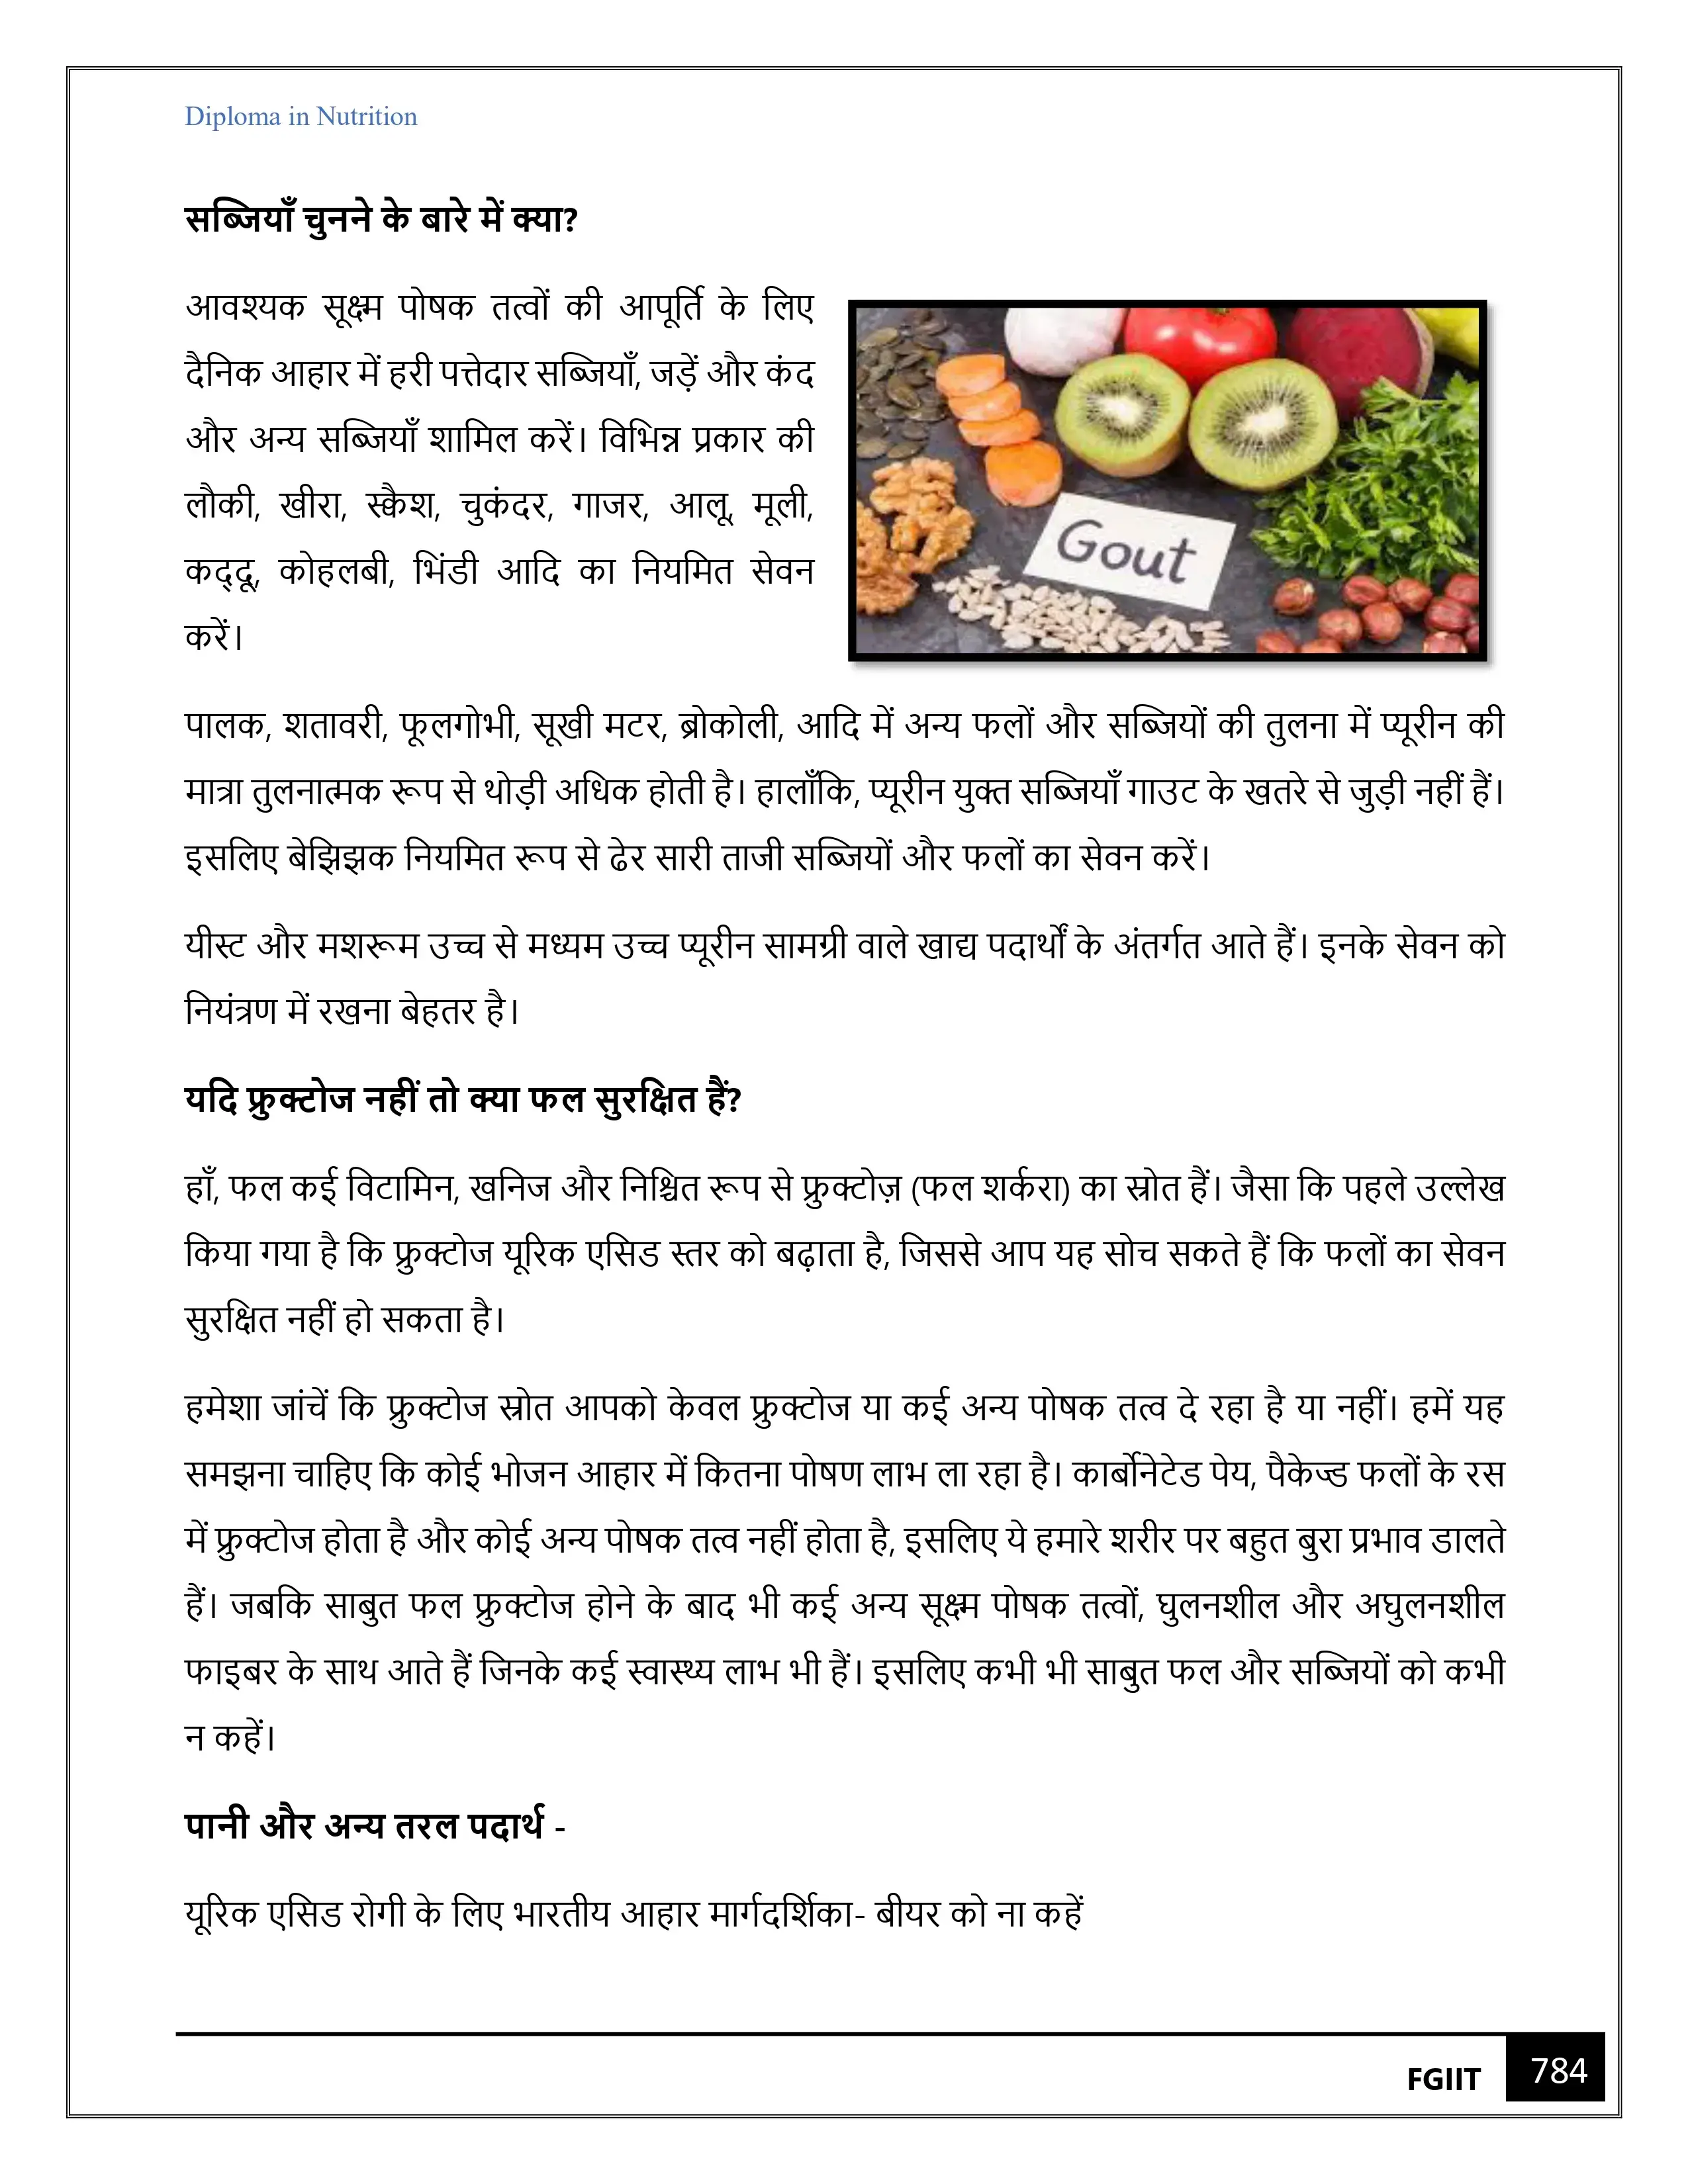 Diploma in Nutrition
सब्जियाँ चुनने के बारे में क्या?
आवश्यक सूक्ष्म पोषक तत्वों की आपूर्ति के लिए
दैनिक आहार में हरी पत्तेदार सब्जियाँ, जड़ें और कंद
और अन्य सब्जियाँ शामिल करें। विभिन्न प्रकार की
लौकी, खीरा, स्क्वैश, चुकंदर, गाजर, आलू, मूली,
कद्दू, कोहलबी, भिंडी आदि का नियमित सेवन
करें।
Gout
पालक, शतावरी, फूलगोभी, सूखी मटर, ब्रोकोली, आदि में अन्य फलों और सब्जियों की तुलना में प्यूरीन की
मात्रा तुलनात्मक रूप से थोड़ी अधिक होती है। हालाँकि, प्यूरीन युक्त सब्जियाँ गाउट के खतरे से जुड़ी नहीं हैं।
इसलिए बेझिझक नियमित रूप से ढेर सारी ताजी सब्जियों और फलों का सेवन करें।
यीस्ट और मशरूम उच्च से मध्यम उच्च प्यूरीन सामग्री वाले खाद्य पदार्थों के अंतर्गत आते हैं। इनके सेवन को
नियंत्रण में रखना बेहतर है।
यदि फ्रुक्टोज नहीं तो क्या फल सुरक्षित हैं?
हाँ, फल कई विटामिन, खनिज और निश्चित रूप से फ्रुक्टोज़ (फल शर्करा) का स्रोत हैं। जैसा कि पहले उल्लेख
किया गया है कि फ्रुक्टोज यूरिक एसिड स्तर को बढ़ाता है, जिससे आप यह सोच सकते हैं कि फलों का सेवन
सुरक्षित नहीं हो सकता है।
हमेशा जांचें कि फ्रुक्टोज स्रोत आपको केवल फ्रुक्टोज या कई अन्य पोषक तत्व दे रहा है या नहीं। हमें यह
समझना चाहिए कि कोई भोजन आहार में कितना पोषण लाभ ला रहा है। कार्बोनेटेड पेय, पैकेज्ड फलों के रस
में फ्रुक्टोज होता है और कोई अन्य पोषक तत्व नहीं होता है, इसलिए ये हमारे शरीर पर बहुत बुरा प्रभाव डालते
हैं। जबकि साबुत फल फ्रुक्टोज होने के बाद भी कई अन्य सूक्ष्म पोषक तत्वों, घुलनशील और अघुलनशील
फाइबर के साथ आते हैं जिनके कई स्वास्थ्य लाभ भी हैं। इसलिए कभी भी साबुत फल और सब्जियों को कभी
न कहें।
पानी और अन्य तरल पदार्थ -
यूरिक एसिड रोगी के लिए भारतीय आहार मार्गदर्शिका- बीयर को ना कहें
FGIIT 784